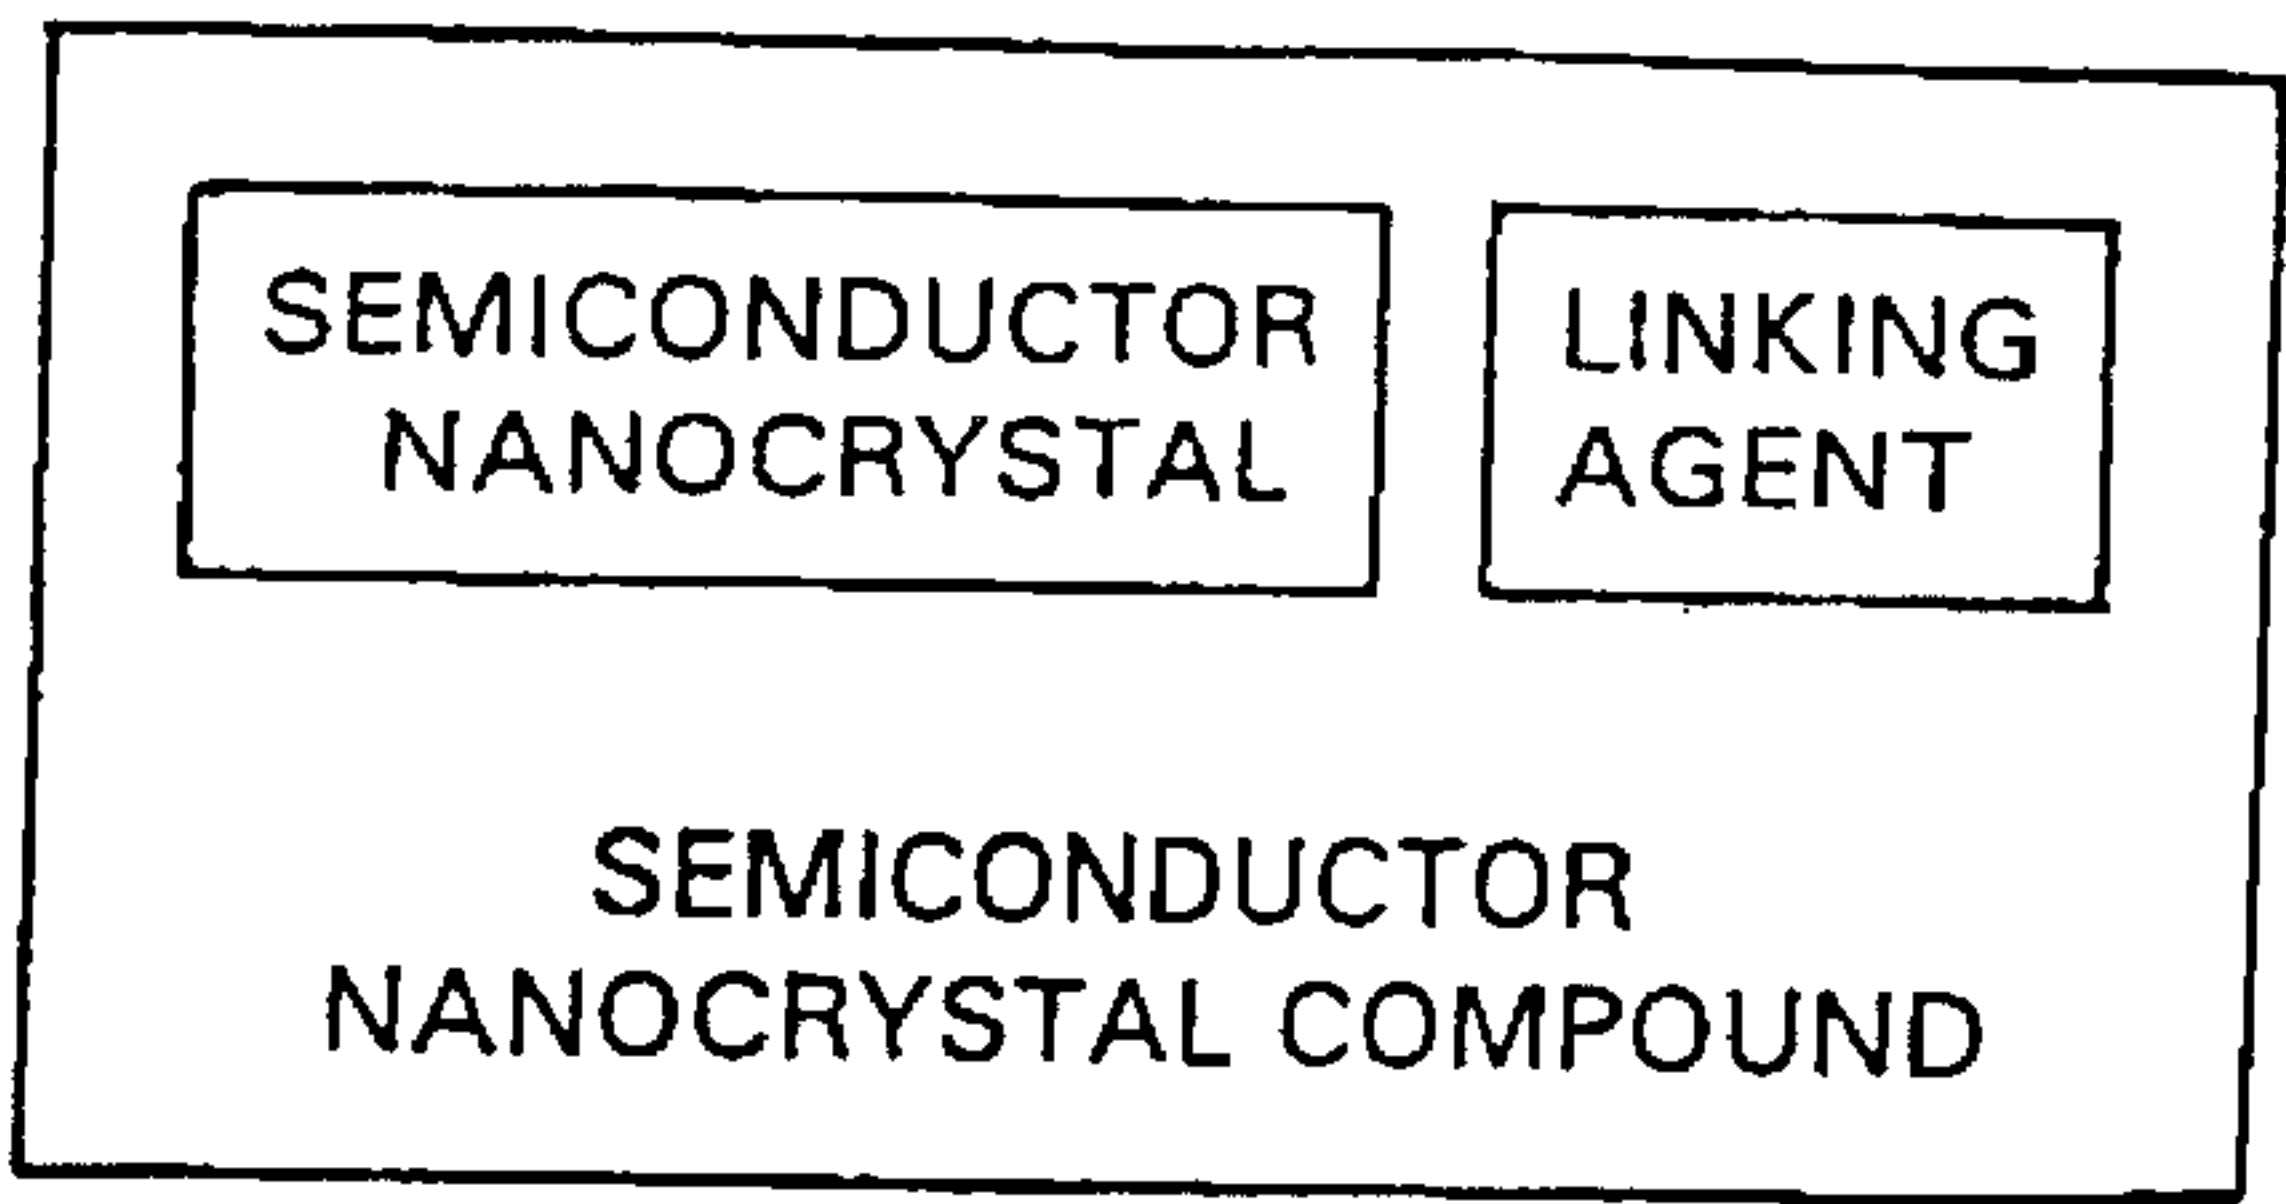 SEMICONDUCTOR
NANOCRYSTAL
LINKING
AGENT
SEMICONDUCTOR
NANOCRYSTAL COMPOUND